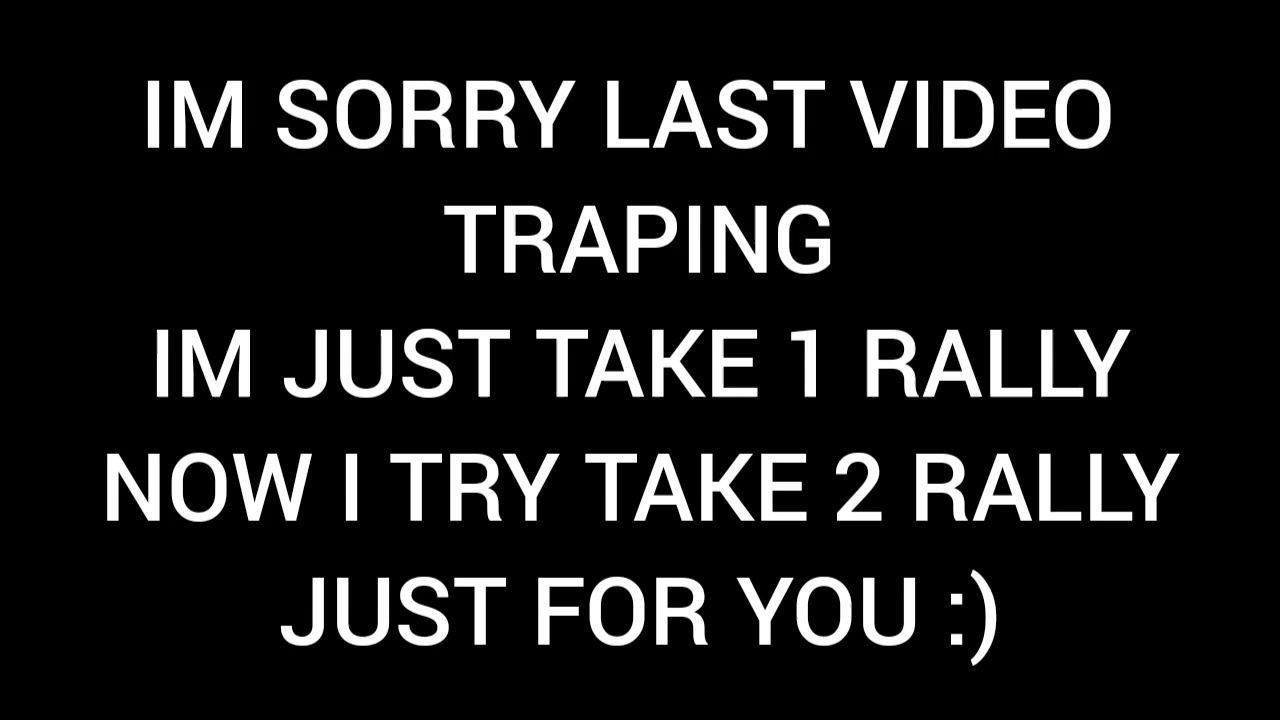 IM SORRY LAST VIDEO
TRAPING
IM JUST TAKE 1 RALLY
NOW I TRY TAKE 2 RALLY
JUST FOR YOU :)